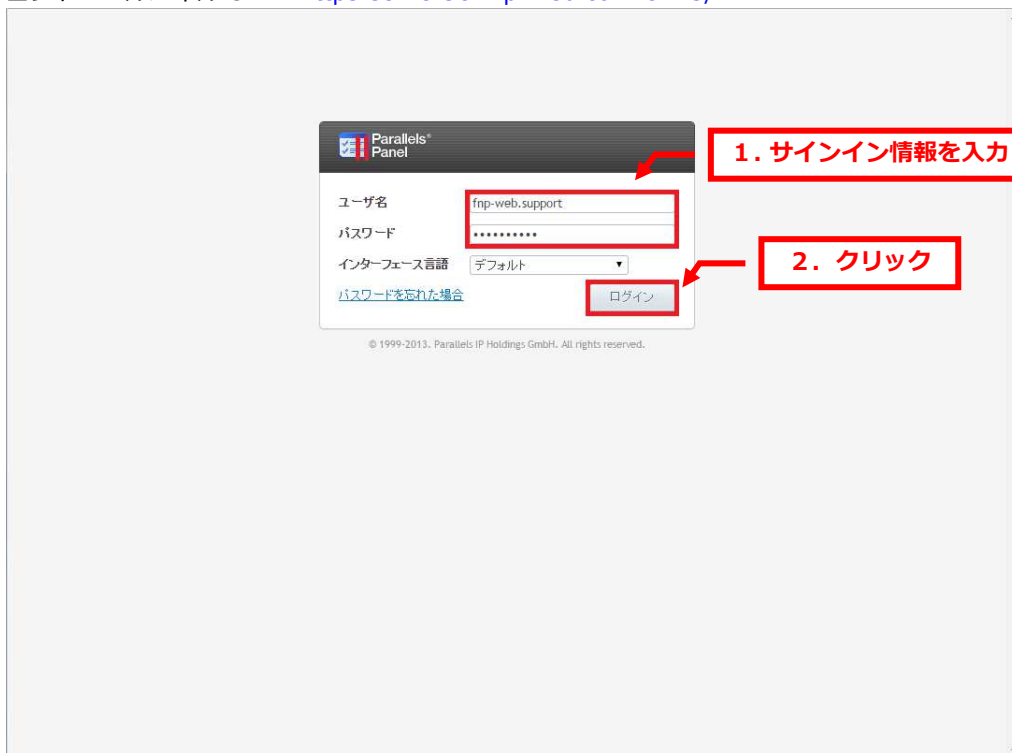 Parallels®
Panel
1. サインイン情報を入力
ユーザ名
fnp-web.support
パスワード
••••••••••
インターフェース言語
デフォルト
2. クリック
パスワードを忘れた場合
ログイン
© 1999-2013. Parallels IP Holdings GmbH. All rights reserved.